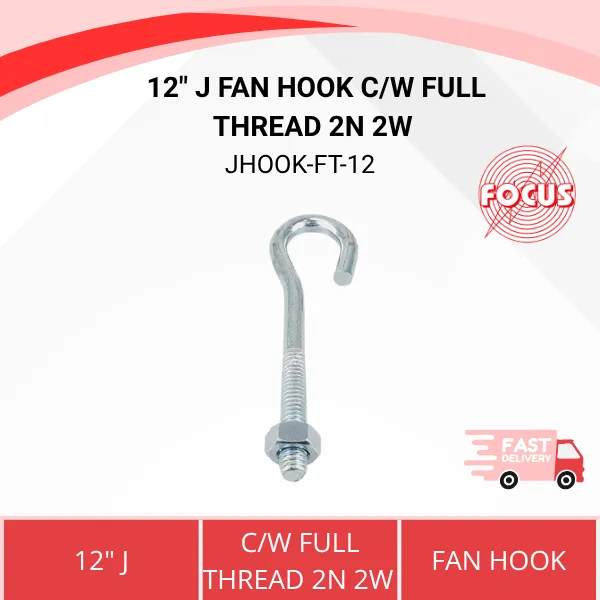 12" J FAN HOOK C/W FULL
THREAD 2N 2W
JHOOK-FT-12
FOCUS
FAST
DELIVERY
12" J
C/W FULL
THREAD 2N 2W
FAN HOOK